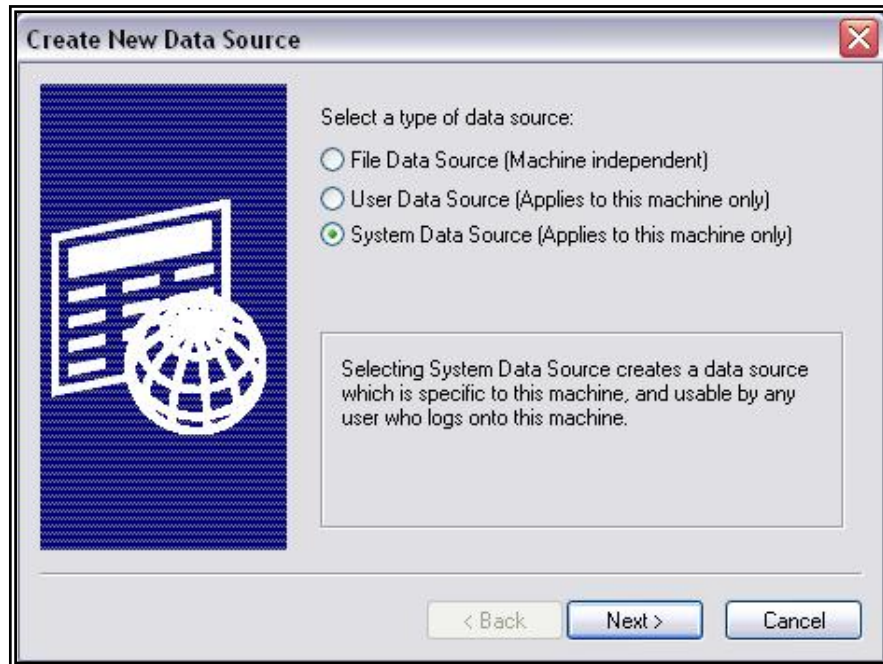 Create New Data Source
Select a type of data source:
File Data Source (Machine independent)
User Data Source (Applies to this machine only)
System Data Source (Applies to this machine only)
Selecting System Data Source creates a data source
which is specific to this machine, and usable by any
user who logs onto this machine.
< Back
Next >
Cancel